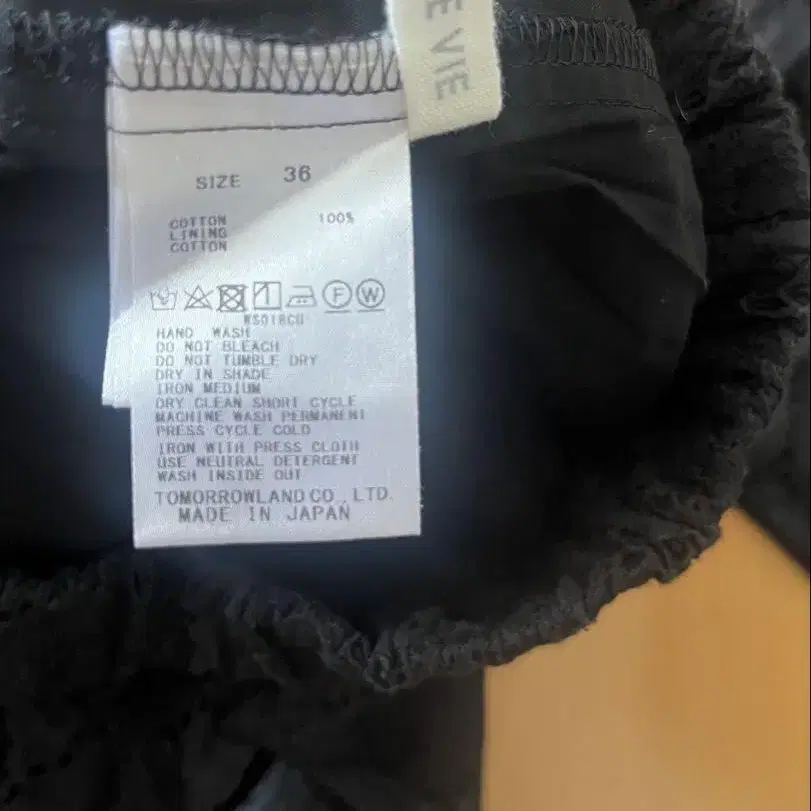 E VIE
SIZE 36
COTTON 100%
LINING
COTTON
F W
WS018CU
HAND WASH
DO NOT BLEACH
DO NOT TUMBLE DRY
DRY IN SHADE
IRON MEDIUM
DRY CLEAN SHORT CYCLE
MACHINE WASH PERMANENT
PRESS CYCLE COLD
IRON WITH PRESS CLOTH
USE NEUTRAL DETERGENT
WASH INSIDE OUT
TOMORROWLAND CO., LTD.
MADE IN JAPAN